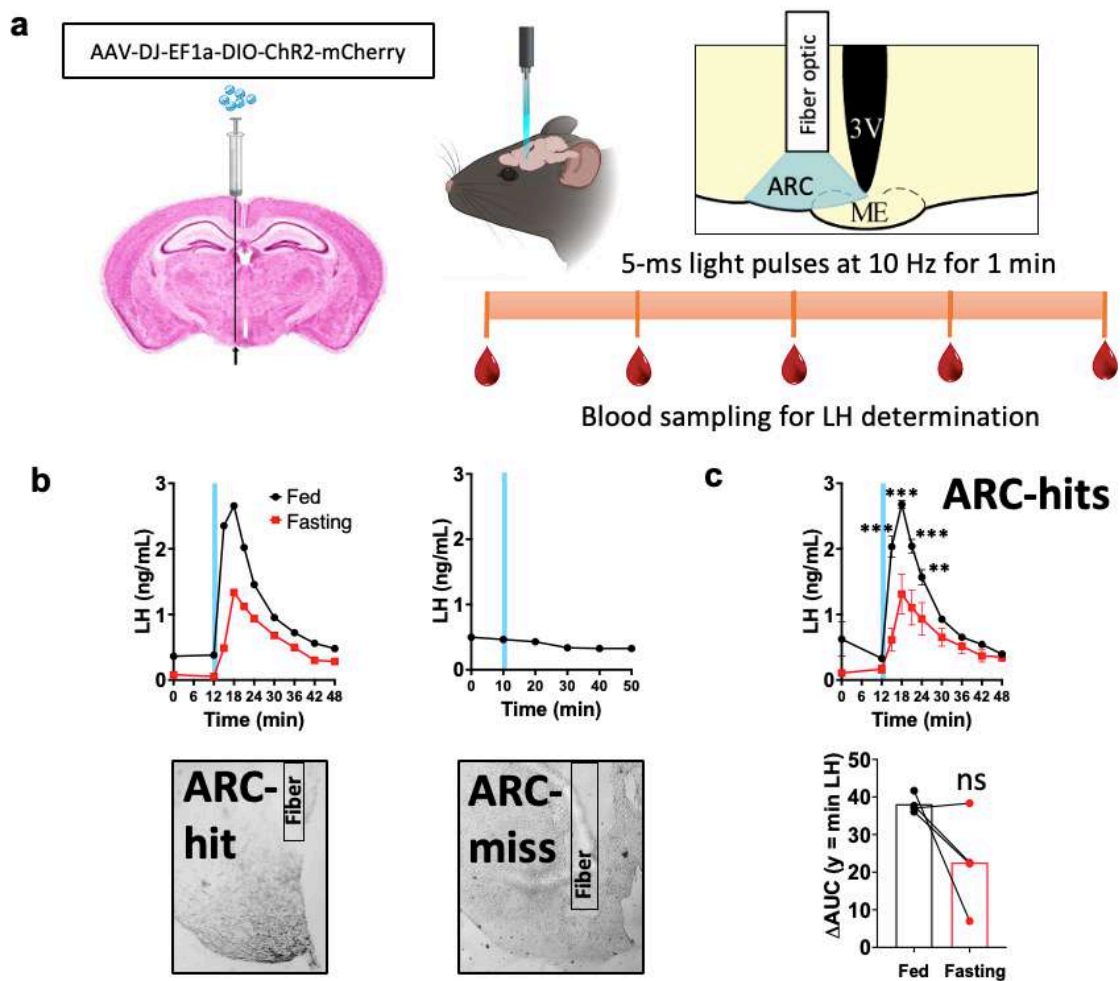 a
AAV-DJ-EF1a-DIO-ChR2-mCherry
Fiber optic
3V
ARC
ME
5-ms light pulses at 10 Hz for 1 min
Blood sampling for LH determination
b
LH (ng/mL)
3
2
1
0
Fed
Fasting
0 6 12 18 24 30 36 42 48
Time (min)
LH (ng/mL)
3
2
1
0
0 10 20 30 40 50
Time (min)
ARC-
hit
Fiber
ARC-
miss
Fiber
c
ARC-hits
LH (ng/mL)
3
2
1
0
***
***
***
**
0 6 12 18 24 30 36 42 48
Time (min)
ΔAUC (y = min LH)
50
40
30
20
10
0
ns
Fed Fasting